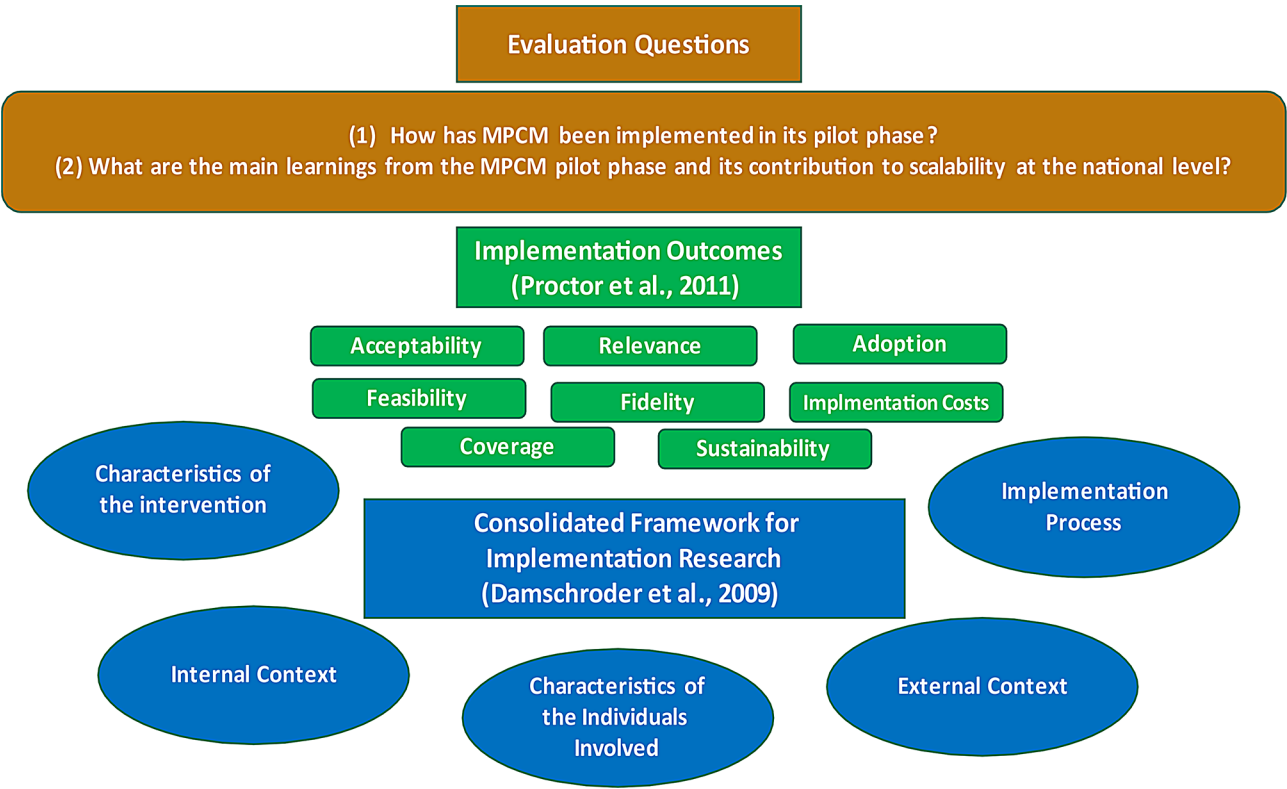 Evaluation Questions
(1) How has MPCM been implemented in its pilot phase?
(2) What are the main learnings from the MPCM pilot phase and its contribution to scalability at the national level?
Implementation Outcomes
(Proctor et al., 2011)
Acceptability
Relevance
Adoption
Feasibility
Fidelity
Implmentation Costs
Coverage
Sustainability
Characteristics of
the intervention
Implementation
Process
Consolidated Framework for
Implementation Research
(Damschroder et al., 2009)
Internal Context
Characteristics of
the Individuals
Involved
External Context